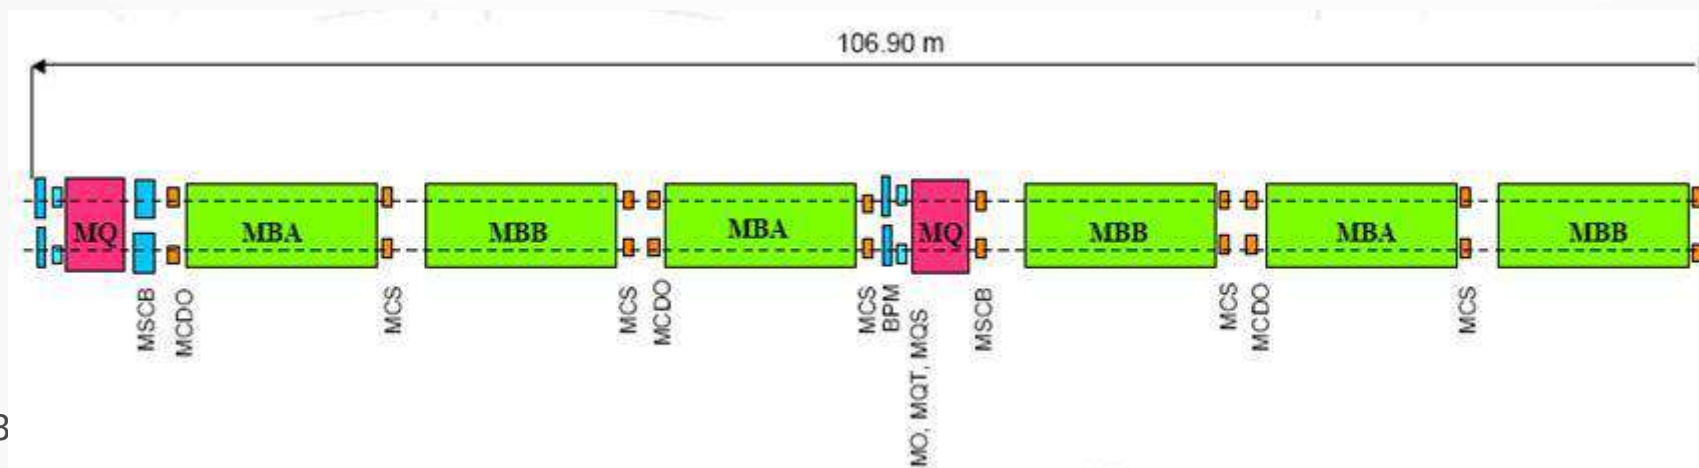 106.90 m
MQ
MBA
MBB
MBA
MQ
MBB
MBA
MBB
MSCB
MCDO
MCS
MCS
MCDO
MCS
BPM
MO, MQT, MQS
MSCB
MCS
MCDO
MCS